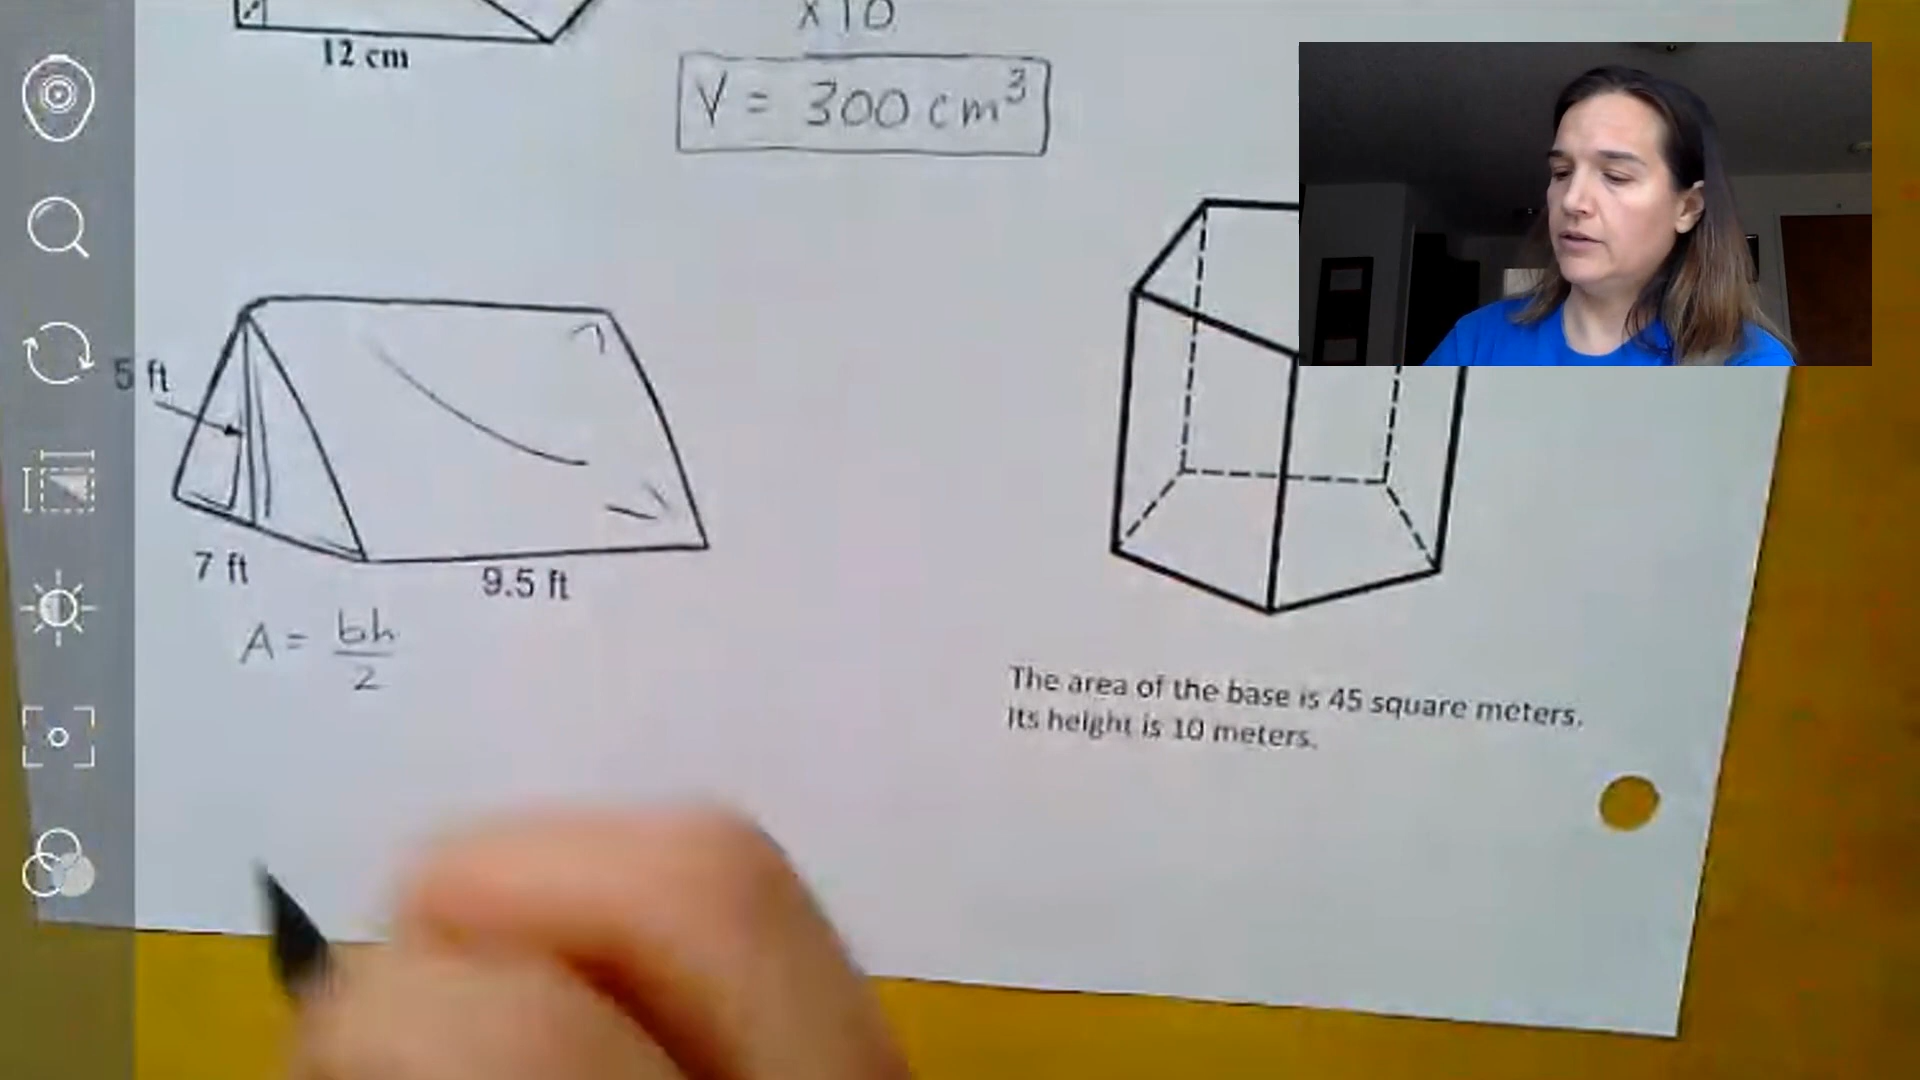 12 cm
x 10
V = 300 cm³
5 ft
7 ft
9.5 ft
A = bh
2
The area of the base is 45 square meters.
Its height is 10 meters.